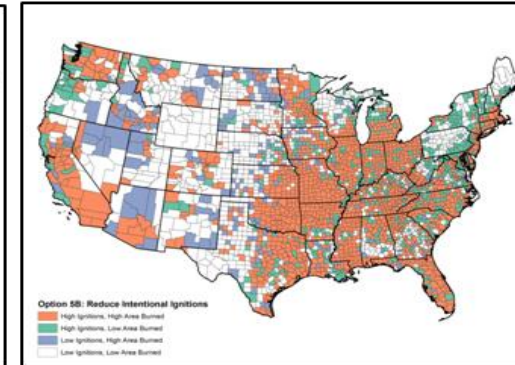 Option 5B: Reduce Intentional Ignitions
High Ignitions, High Area Burned
High Ignitions, Low Area Burned
Low Ignitions, High Area Burned
Low Ignitions, Low Area Burned